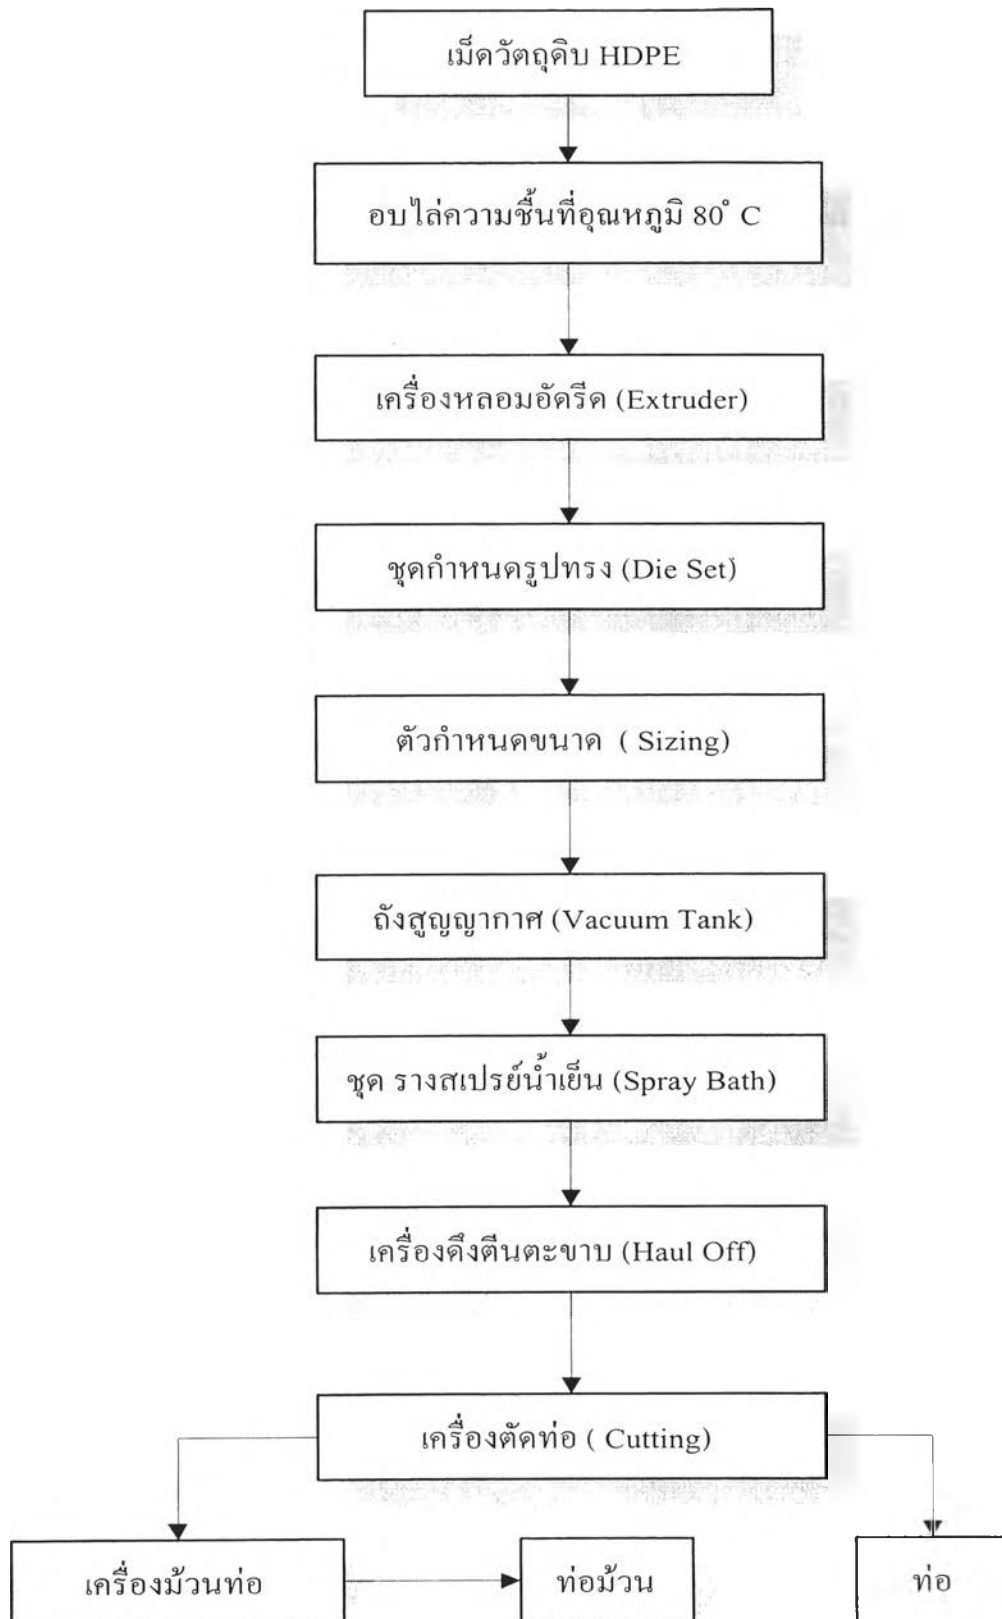 เม็ดวัตถุดิบ HDPE
อบไล่ความชื้นที่อุณหภูมิ 80° C
เครื่องหลอมอัดรีด (Extruder)
ชุดกำหนดรูปทรง (Die Set)
ตัวกำหนดขนาด ( Sizing)
ถังสูญญากาศ (Vacuum Tank)
ชุด รางสเปรย์น้ำเย็น (Spray Bath)
เครื่องดึงตีนตะขาบ (Haul Off)
เครื่องตัดท่อ ( Cutting)
เครื่องม้วนท่อ
ท่อม้วน
ท่อ